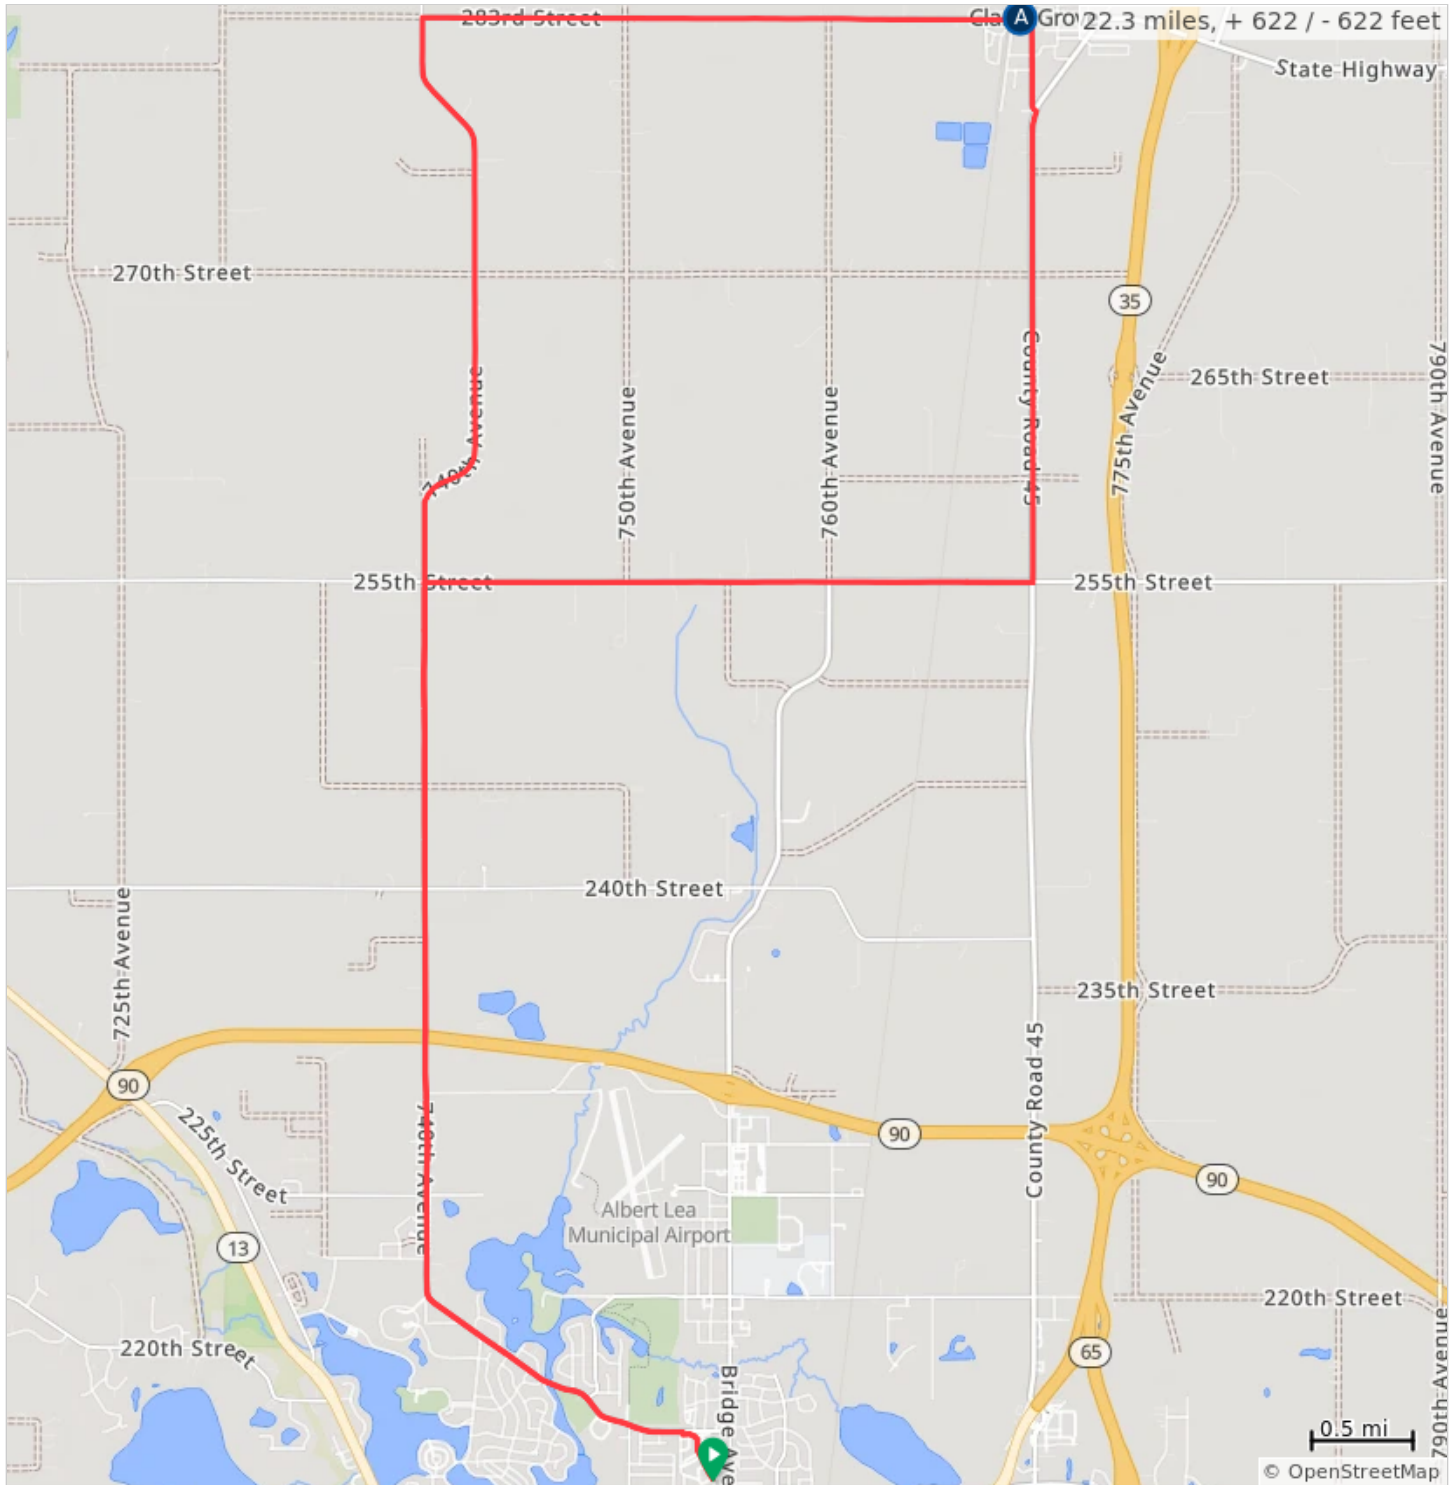 283rd Street
A
22.3 miles, + 622 / - 622 feet
State Highway
270th Street
35
265th Street
790th Avenue
740th Avenue
750th Avenue
760th Avenue
County Road 45
775th Avenue
255th Street
255th Street
240th Street
725th Avenue
235th Street
90
225th Street
740th Avenue
90
County Road 45
90
Albert Lea
Municipal Airport
13
220th Street
220th Street
65
Bridge Ave
790th Avenue
0.5 mi
© OpenStreetMap